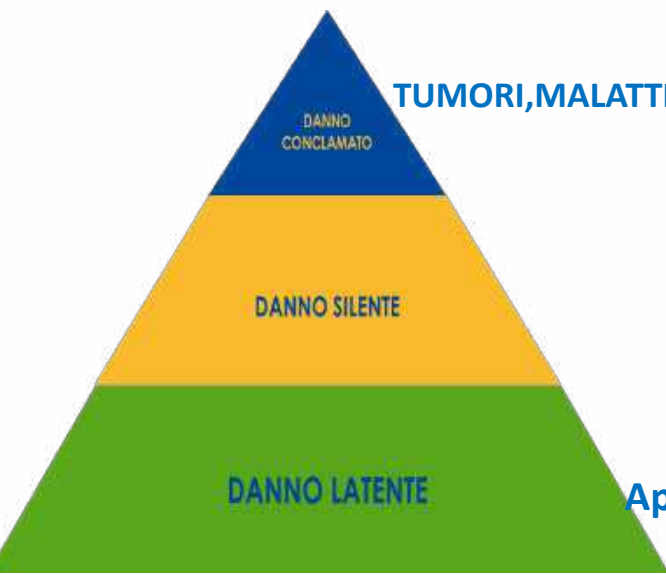 TUMORI,MALATTI
DANNO
CONCLAMATO
DANNO SILENTE
DANNO LATENTE
Ap